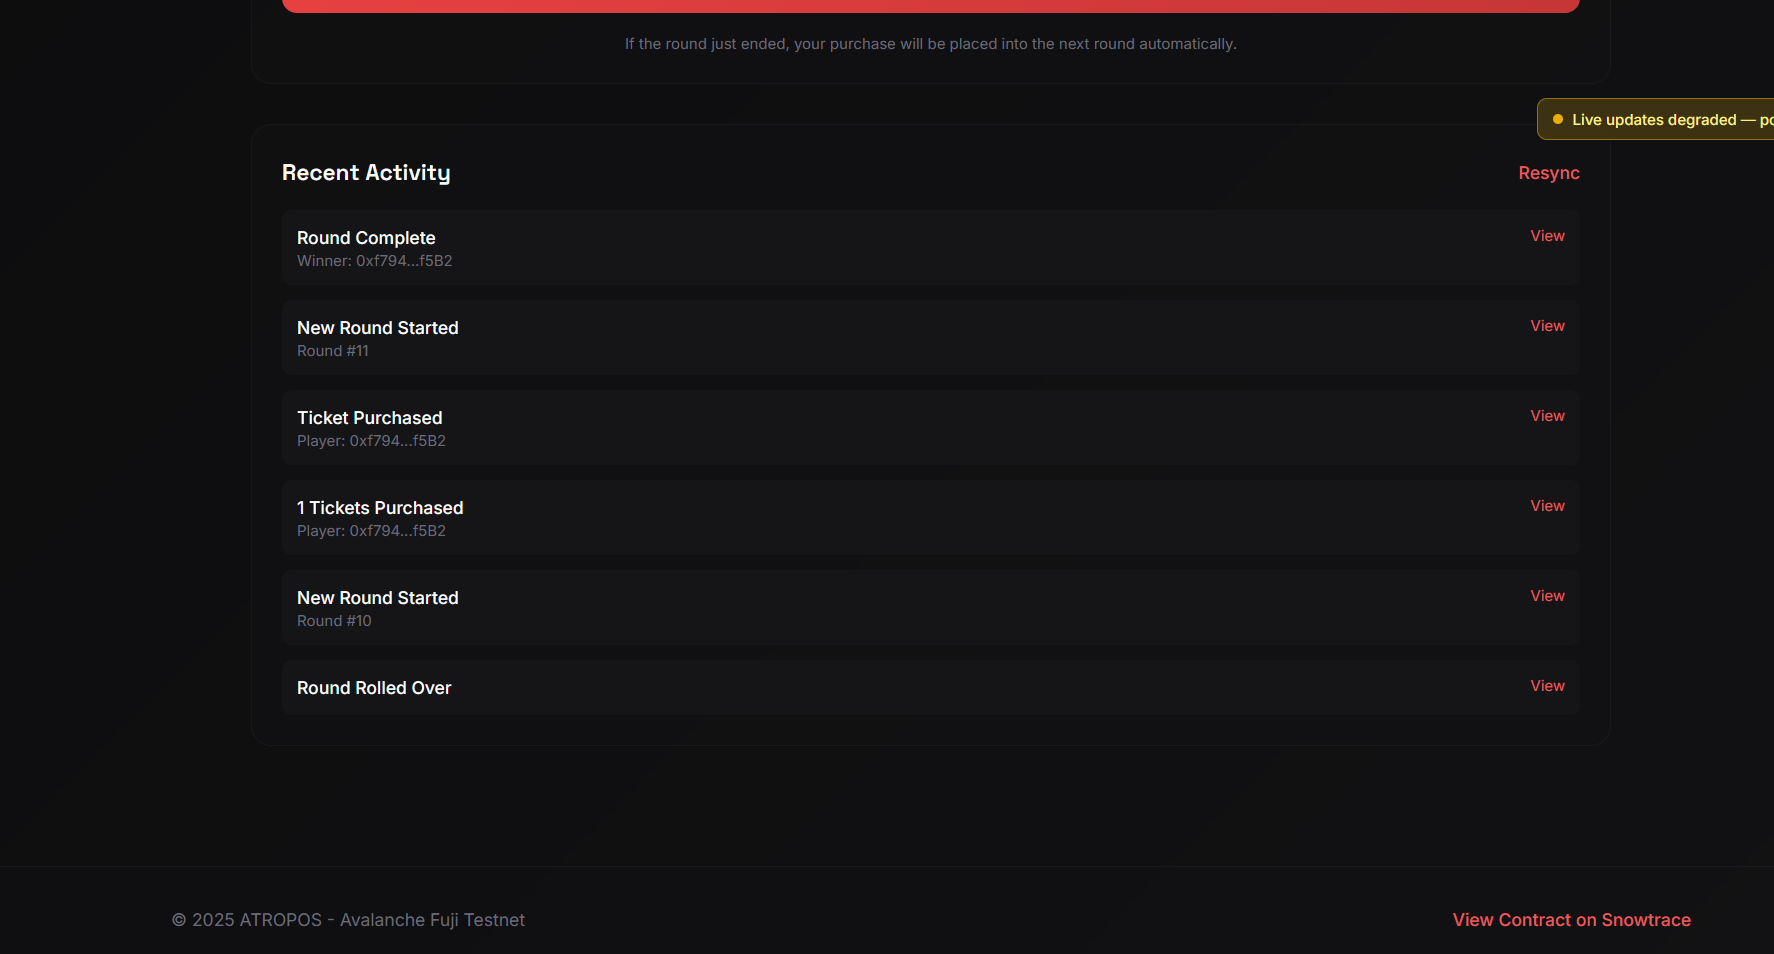 If the round just ended, your purchase will be placed into the next round automatically.
Live updates degraded — po
Recent Activity
Resync
Round Complete
View
Winner: 0xf794...f5B2
New Round Started
View
Round #11
Ticket Purchased
View
Player: 0xf794...f5B2
1 Tickets Purchased
View
Player: 0xf794...f5B2
New Round Started
View
Round #10
Round Rolled Over
View
© 2025 ATROPOS - Avalanche Fuji Testnet
View Contract on Snowtrace